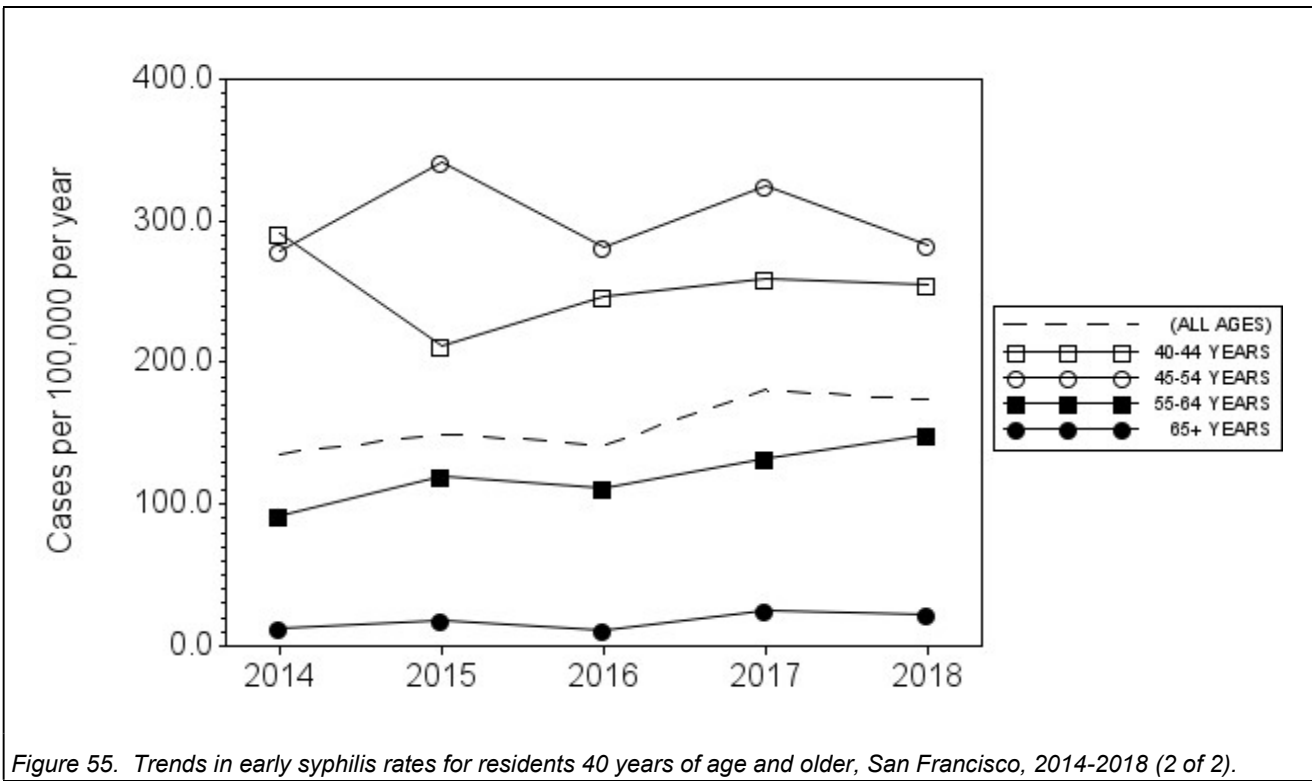 400.0
300.0
200.0
100.0
0.0
Cases per 100,000 per year
2014 2015 2016 2017 2018
(ALL AGES)
40-44 YEARS
45-54 YEARS
55-64 YEARS
65+ YEARS
Figure 55. Trends in early syphilis rates for residents 40 years of age and older, San Francisco, 2014-2018 (2 of 2).